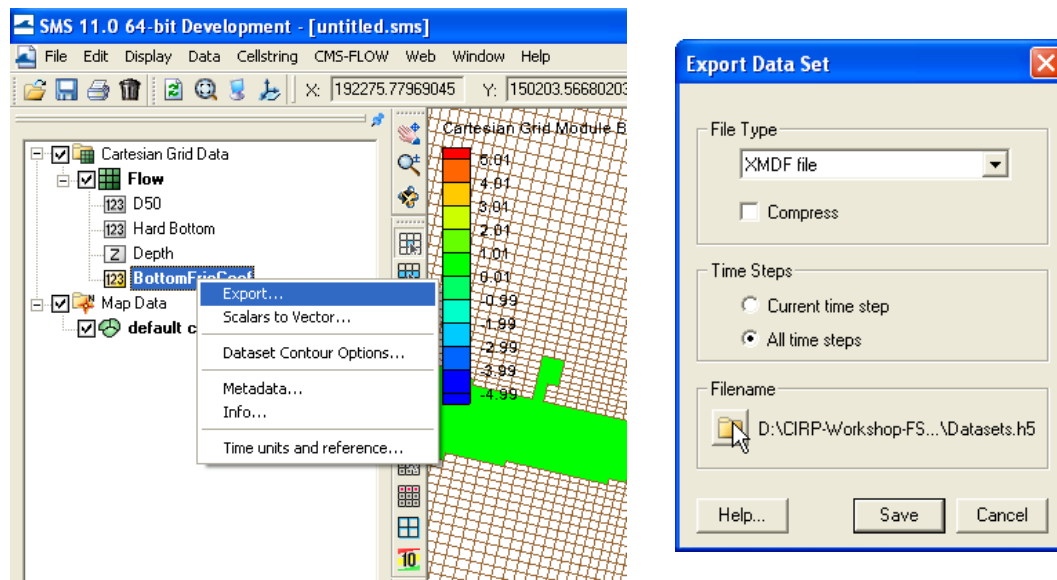 SMS 11.0 64-bit Development - [untitled.sms]
File Edit Display Data Cellstring CMS-FLOW Web Window Help
X: 192275.77969045 Y: 150203.56680203
Cartesian Grid Data
Flow
123 D50
123 Hard Bottom
Z Depth
123 BottomFricCoef
Map Data
default c
Export...
Scalars to Vector...
Dataset Contour Options...
Metadata...
Info...
Time units and reference...
10
Cartesian Grid Module B
5.01
4.01
3.01
2.01
1.01
0.01
-0.99
-1.99
-2.99
-3.99
-4.99
Export Data Set
File Type
XMDF file
Compress
Time Steps
Current time step
All time steps
Filename
D:\CIRP-Workshop-FS...\Datasets.h5
Help... Save Cancel